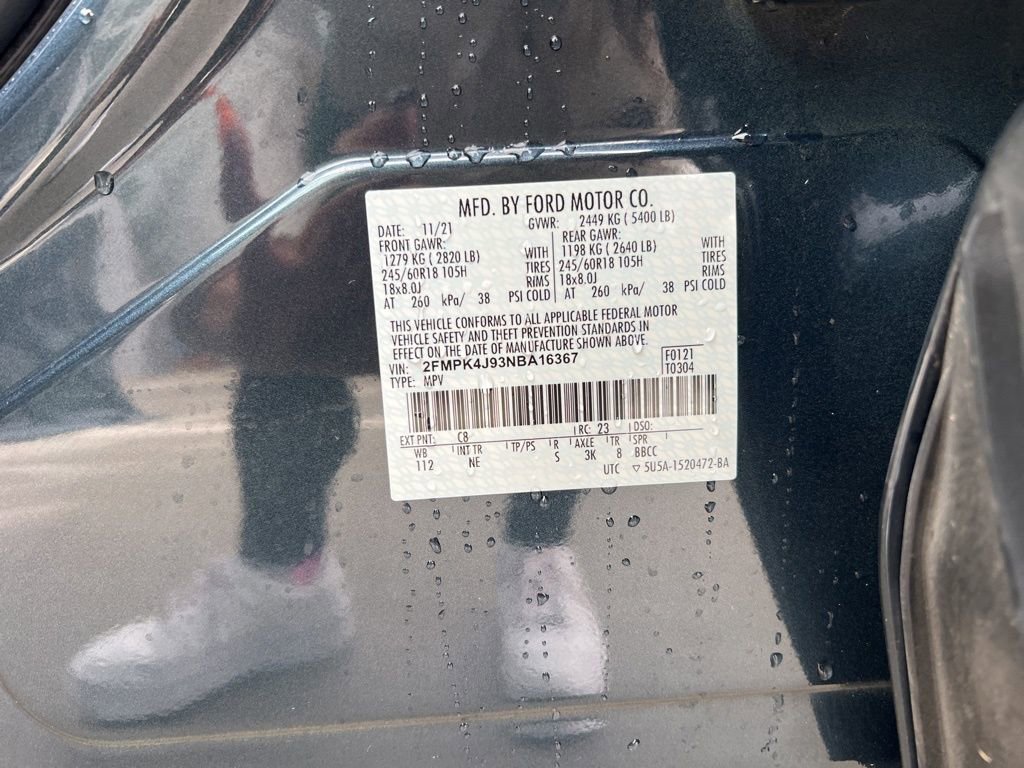 MFD. BY FORD MOTOR CO.
DATE: 11/21 GVWR: 2449 KG ( 5400 LB)
FRONT GAWR: REAR GAWR:
1279 KG ( 2820 LB) WITH 1198 KG ( 2640 LB) WITH
245/60R18 105H TIRES 245/60R18 105H TIRES
18x8.0J RIMS 18x8.0J RIMS
AT 260 kPa/ 38 PSI COLD AT 260 kPa/ 38 PSI COLD
THIS VEHICLE CONFORMS TO ALL APPLICABLE FEDERAL MOTOR
VEHICLE SAFETY AND THEFT PREVENTION STANDARDS IN
EFFECT ON THE DATE OF MANUFACTURE SHOWN ABOVE.
VIN: 2FMPK4J93NBA16367 F0121
TYPE: MPV T0304
EXT PNT: C8 RC: 23 DSO:
WB INT TR TP/PS R AXLE TR SPR
112 NE S 3K 8 BBCC
UTC ▽ 5U5A-1520472-BA